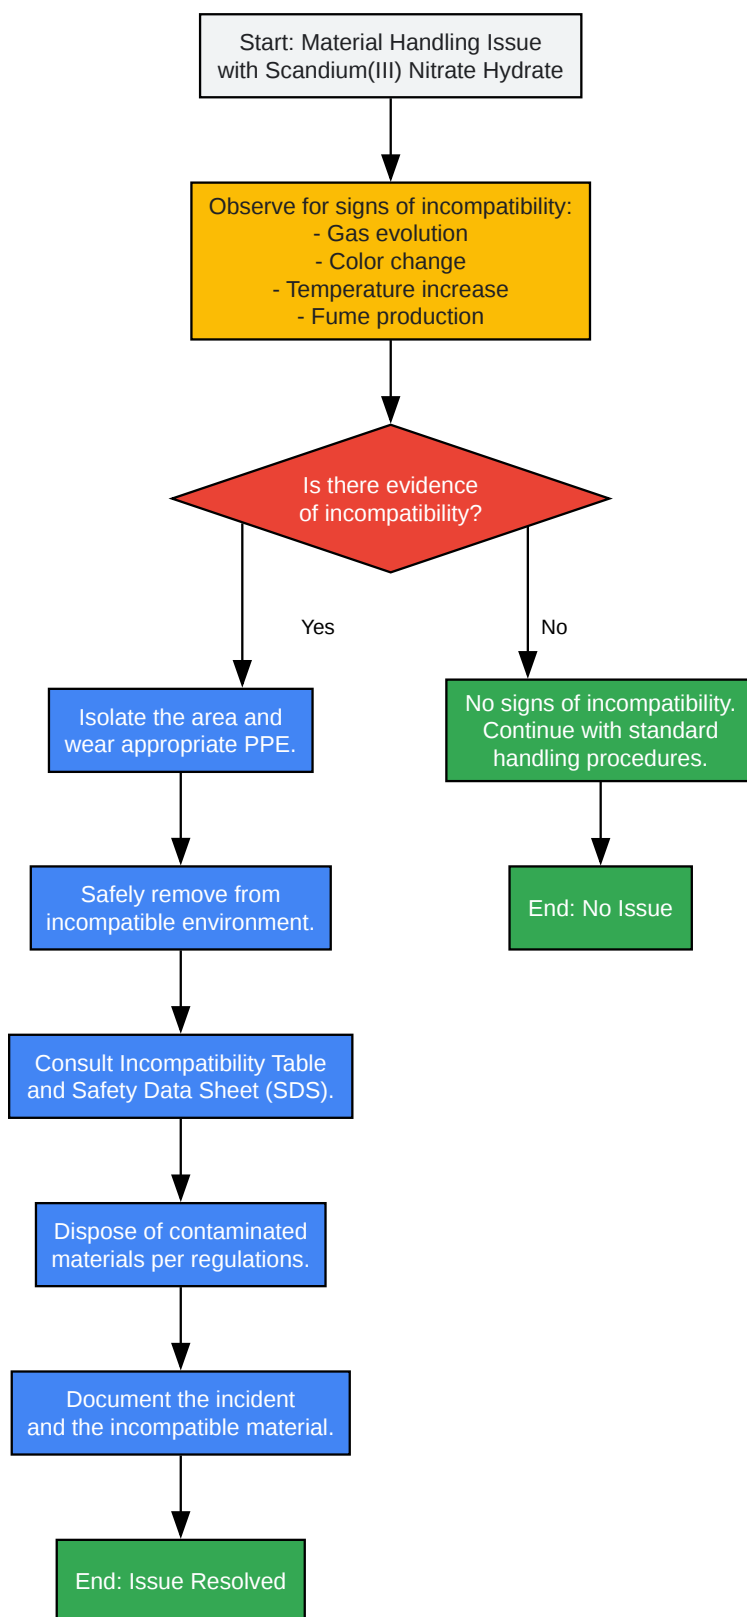 Start: Material Handling Issue
with Scandium(III) Nitrate Hydrate
Observe for signs of incompatibility:
- Gas evolution
- Color change
- Temperature increase
- Fume production
Is there evidence
of incompatibility?
Yes
No
Isolate the area and
wear appropriate PPE.
No signs of incompatibility.
Continue with standard
handling procedures.
Safely remove from
incompatible environment.
End: No Issue
Consult Incompatibility Table
and Safety Data Sheet (SDS).
Dispose of contaminated
materials per regulations.
Document the incident
and the incompatible material.
End: Issue Resolved